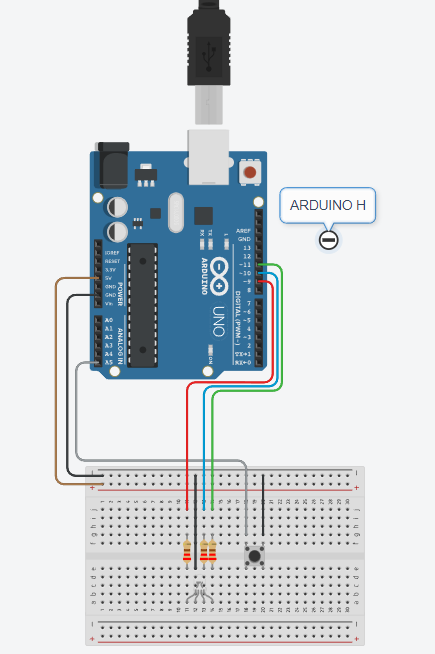 ARDUINO H
AREF
GND
13
12
~11
~10
~9
8
7
~6
~5
4
~3
2
TX→1
RX←0
IOREF
RESET
3.3V
5V
GND
GND
Vin
POWER
A0
A1
A2
A3
A4
A5
ANALOG IN
RX
TX
L
ARDUINO
UNO
DIGITAL (PWM~)
ON